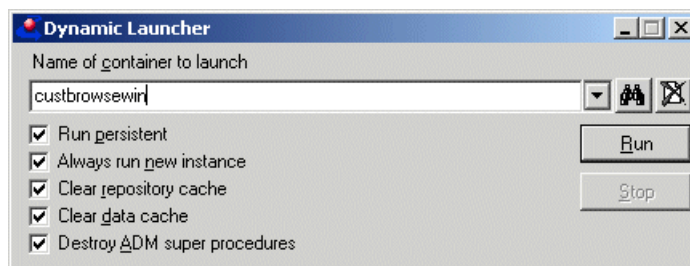 Dynamic Launcher
Name of container to launch
custbrowsewin
Run persistent
Always run new instance
Clear repository cache
Clear data cache
Destroy ADM super procedures
Run
Stop